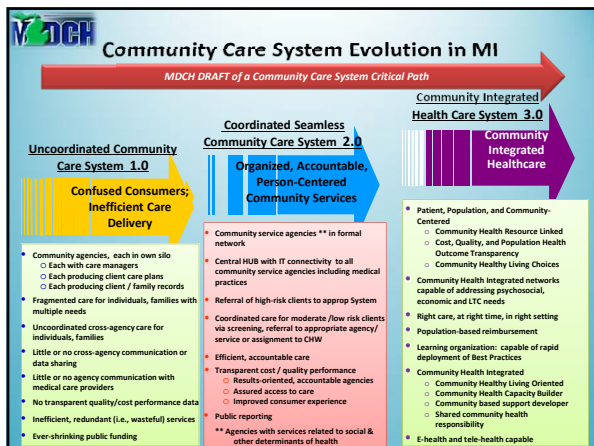 MDCH
Community Care System Evolution in MI
MDCH DRAFT of a Community Care System Critical Path
Uncoordinated Community
Care System 1.0
Confused Consumers;
Inefficient Care
Delivery
• Community agencies, each in own silo
o Each with care managers
o Each producing client care plans
o Each producing client / family records
• Fragmented care for individuals, families with
multiple needs
• Uncoordinated cross-agency care for
individuals, families
• Little or no cross-agency communication or
data sharing
• Little or no agency communication with
medical care providers
• No transparent quality/cost performance data
• Inefficient, redundant (i.e., wasteful) services
• Ever-shrinking public funding
Coordinated Seamless
Community Care System 2.0
Organized, Accountable,
Person-Centered
Community Services
• Community service agencies ** in formal
network
• Central HUB with IT connectivity to all
community service agencies including medical
practices
• Referral of high-risk clients to approp System
• Coordinated care for moderate /low risk clients
via screening, referral to appropriate agency/
service or assignment to CHW
• Efficient, accountable care
• Transparent cost / quality performance
o Results-oriented, accountable agencies
o Assured access to care
o Improved consumer experience
• Public reporting
** Agencies with services related to social &
other determinants of health
Community Integrated
Health Care System 3.0
Community
Integrated
Healthcare
• Patient, Population, and Community-
Centered
o Community Health Resource Linked
o Cost, Quality, and Population Health
Outcome Transparency
o Community Healthy Living Choices
• Community Health Integrated networks
capable of addressing psychosocial,
economic and LTC needs
• Right care, at right time, in right setting
• Population-based reimbursement
• Learning organization: capable of rapid
deployment of Best Practices
• Community Health Integrated
o Community Healthy Living Oriented
o Community Health Capacity Builder
o Community based support developer
o Shared community health
responsibility
• E-health and tele-health capable